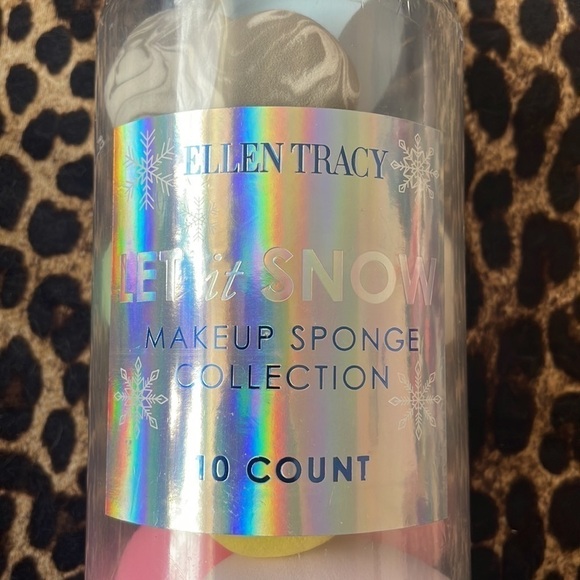 ELLEN TRACY
LET it SNOW
MAKEUP SPONGE
COLLECTION
10 COUNT